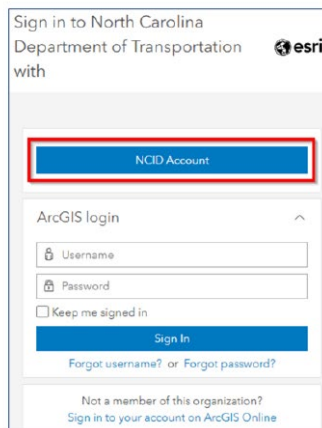 Sign in to North Carolina
Department of Transportation
with
esri
NCID Account
ArcGIS login
Username
Password
Keep me signed in
Sign In
Forgot username? or Forgot password?
Not a member of this organization?
Sign in to your account on ArcGIS Online